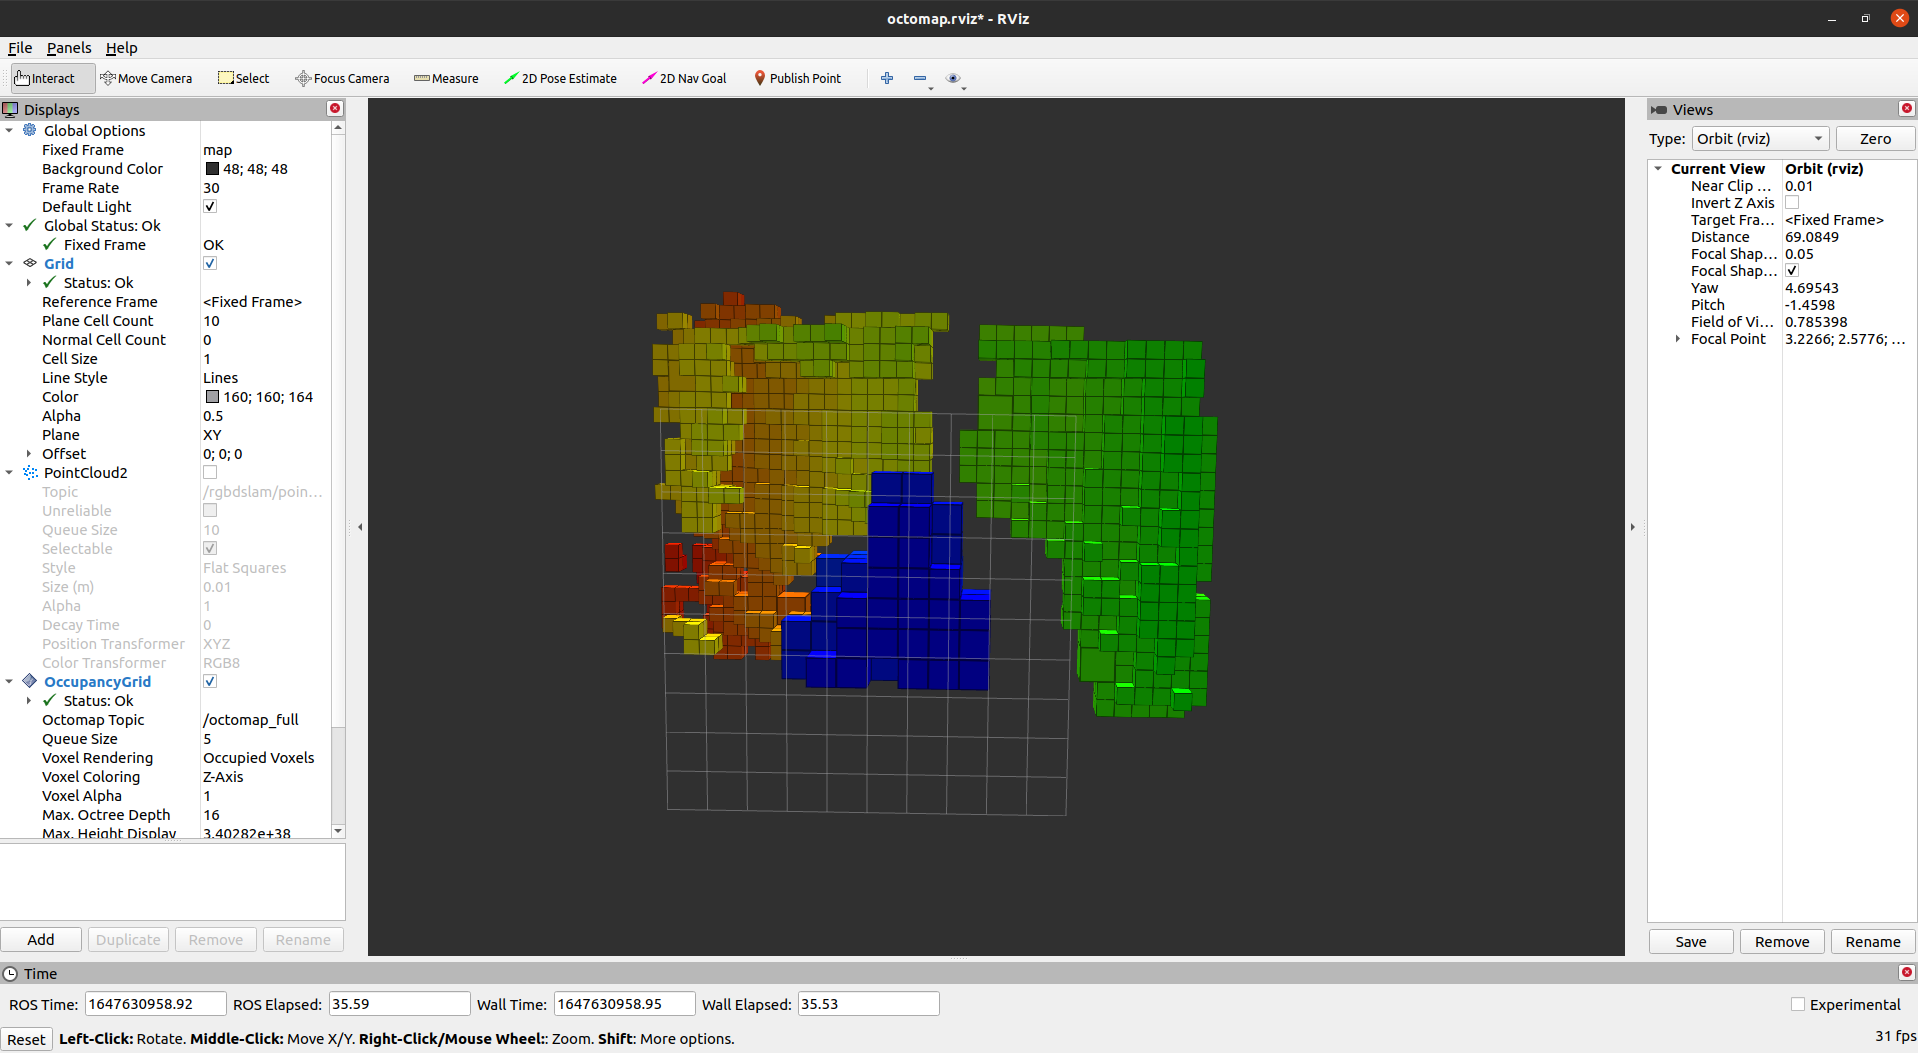 octomap.rviz* - RViz
File Panels Help
Interact Move Camera Select Focus Camera Measure 2D Pose Estimate 2D Nav Goal Publish Point
Displays
Global Options
Fixed Frame map
Background Color 48; 48; 48
Frame Rate 30
Default Light
Global Status: Ok
Fixed Frame OK
Grid
Status: Ok
Reference Frame <Fixed Frame>
Plane Cell Count 10
Normal Cell Count 0
Cell Size 1
Line Style Lines
Color 160; 160; 164
Alpha 0.5
Plane XY
Offset 0; 0; 0
PointCloud2
Topic /rgbdslam/poin...
Unreliable
Queue Size 10
Selectable
Style Flat Squares
Size (m) 0.01
Alpha 1
Decay Time 0
Position Transformer XYZ
Color Transformer RGB8
OccupancyGrid
Status: Ok
Octomap Topic /octomap_full
Queue Size 5
Voxel Rendering Occupied Voxels
Voxel Coloring Z-Axis
Voxel Alpha 1
Max. Octree Depth 16
Max. Height Display 3.40282e+38
Add Duplicate Remove Rename
Views
Type: Orbit (rviz) Zero
Current View Orbit (rviz)
Near Clip ... 0.01
Invert Z Axis
Target Fra... <Fixed Frame>
Distance 69.0849
Focal Shap... 0.05
Focal Shap...
Yaw 4.69543
Pitch -1.4598
Field of Vi... 0.785398
Focal Point 3.2266; 2.5776; ...
Save Remove Rename
Time
ROS Time: 1647630958.92 ROS Elapsed: 35.59 Wall Time: 1647630958.95 Wall Elapsed: 35.53 Experimental
Reset Left-Click: Rotate. Middle-Click: Move X/Y. Right-Click/Mouse Wheel:: Zoom. Shift: More options. 31 fps